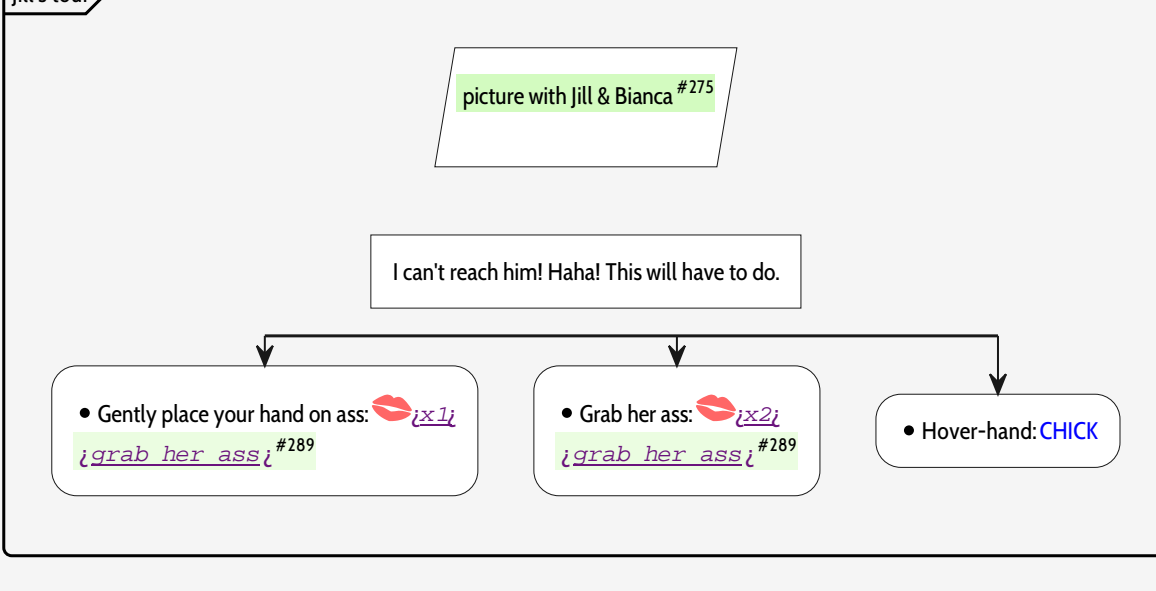 picture with Jill & Bianca #275
I can't reach him! Haha! This will have to do.
• Gently place your hand on ass: ¿x1¿
¿grab her ass¿ #289
• Grab her ass: ¿x2¿
¿grab her ass¿ #289
• Hover-hand: CHICK